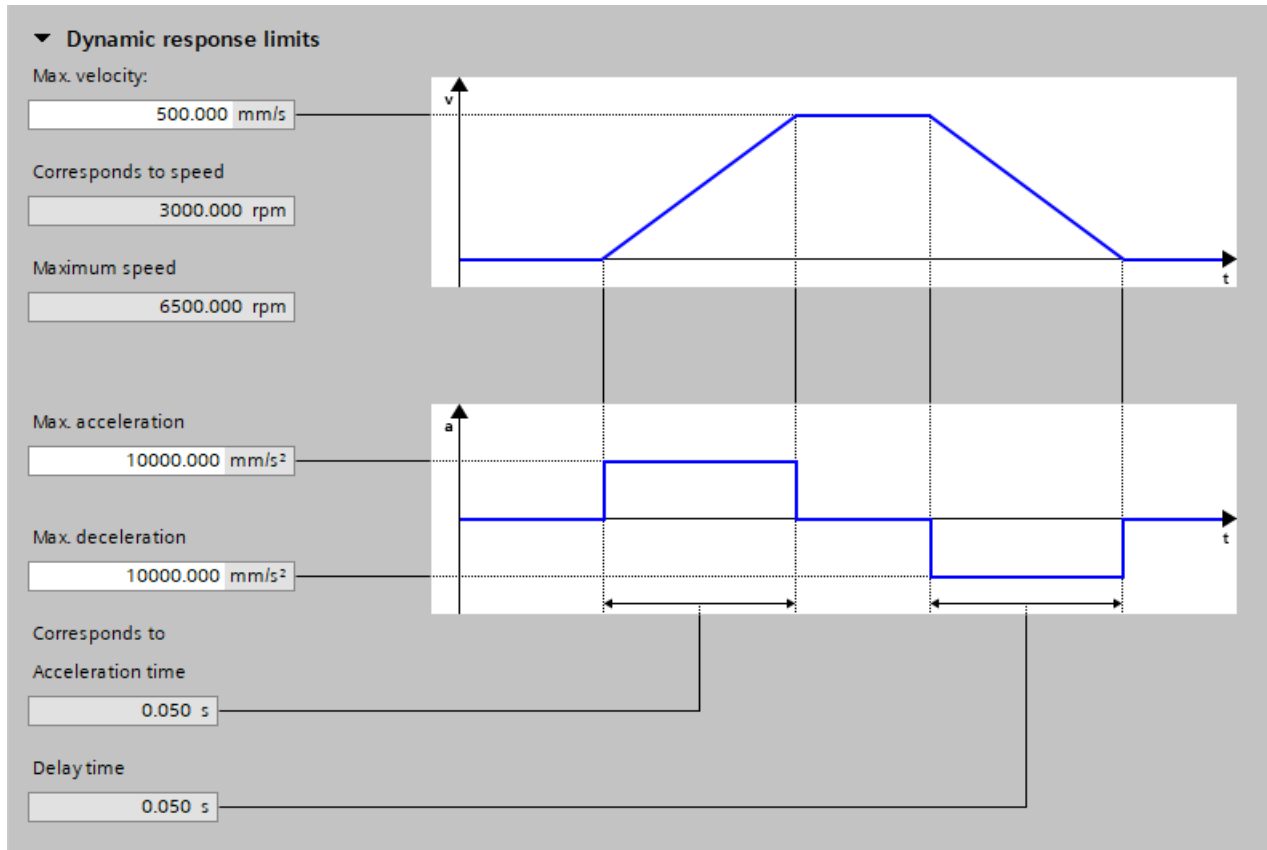 Dynamic response limits
Max. velocity:
500.000 mm/s
Corresponds to speed
3000.000 rpm
Maximum speed
6500.000 rpm
v
t
Max. acceleration
10000.000 mm/s²
Max. deceleration
10000.000 mm/s²
a
t
Corresponds to
Acceleration time
0.050 s
Delay time
0.050 s